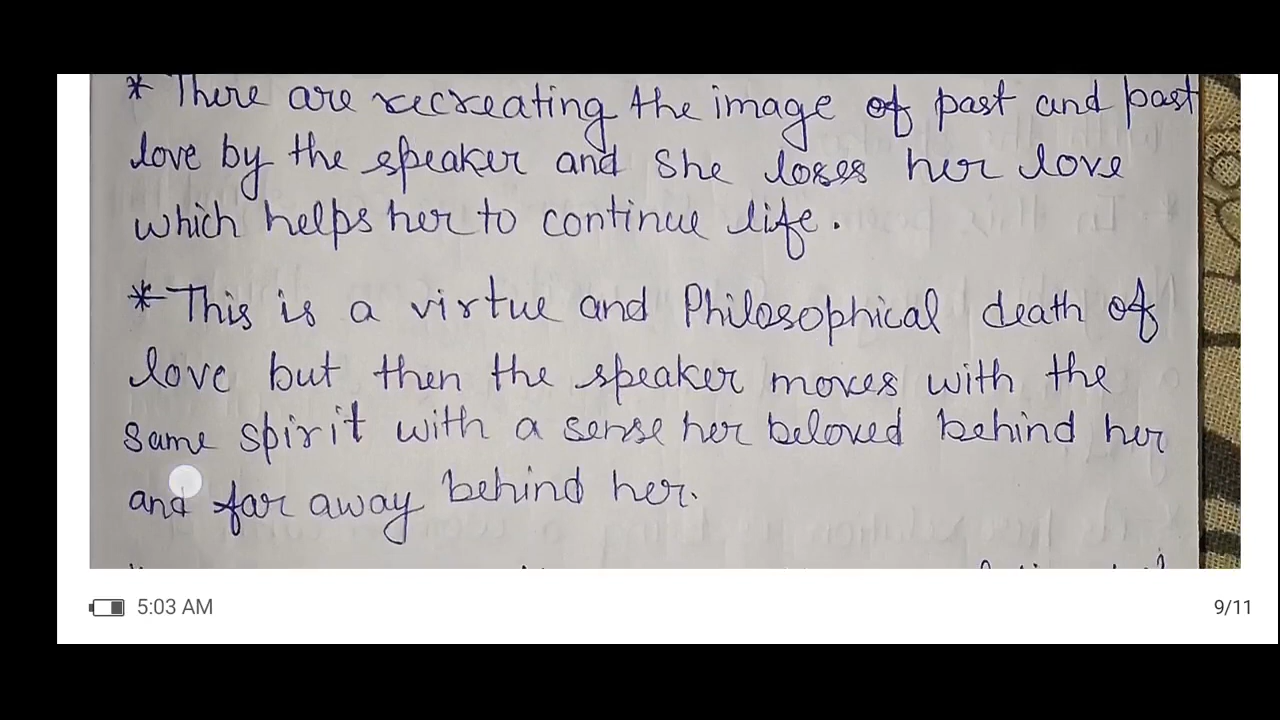 * There are recreating the image of past and past
love by the speaker and she loses her love
which helps her to continue life.
* This is a virtue and Philosophical death of
love but then the speaker moves with the
same spirit with a sense her beloved behind her
and far away behind her.
5:03 AM
9/11